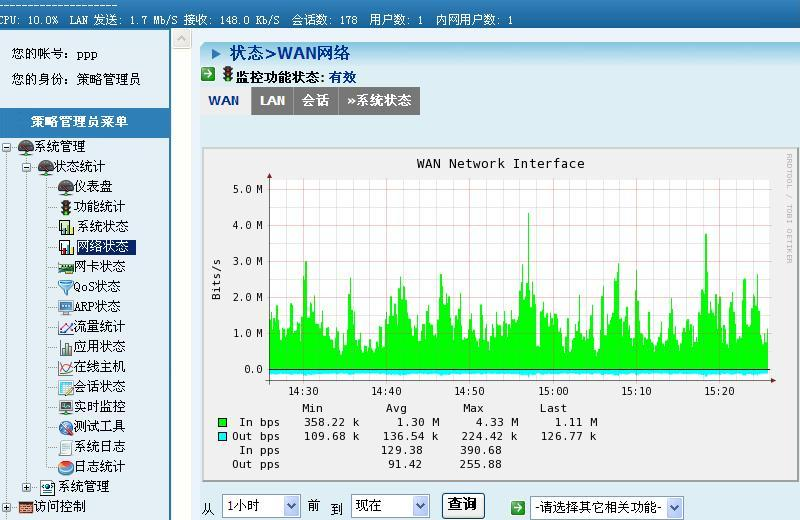 CPU: 10.0% LAN 发送: 1.7 Mb/S 接收: 148.0 Kb/S 会话数: 178 用户数: 1 内网用户数: 1
您的帐号: ppp
您的身份: 策略管理员
策略管理员菜单
系统管理
状态统计
仪表盘
功能统计
系统状态
网络状态
网卡状态
QoS状态
ARP状态
流量统计
应用状态
在线主机
会话状态
实时监控
测试工具
系统日志
日志统计
系统管理
访问控制
状态>WAN网络
监控功能状态: 有效
WAN LAN 会话 »系统状态
WAN Network Interface
RRDTOOL / TOBI OETIKER
Bits/s
5.0 M
4.0 M
3.0 M
2.0 M
1.0 M
0.0
14:30 14:40 14:50 15:00 15:10 15:20
Min Avg Max Last
In bps 358.22 k 1.30 M 4.33 M 1.11 M
Out bps 109.68 k 136.54 k 224.42 k 126.77 k
In pps 129.38 390.68
Out pps 91.42 255.88
从 1小时 前 到 现在 查询 -请选择其它相关功能-